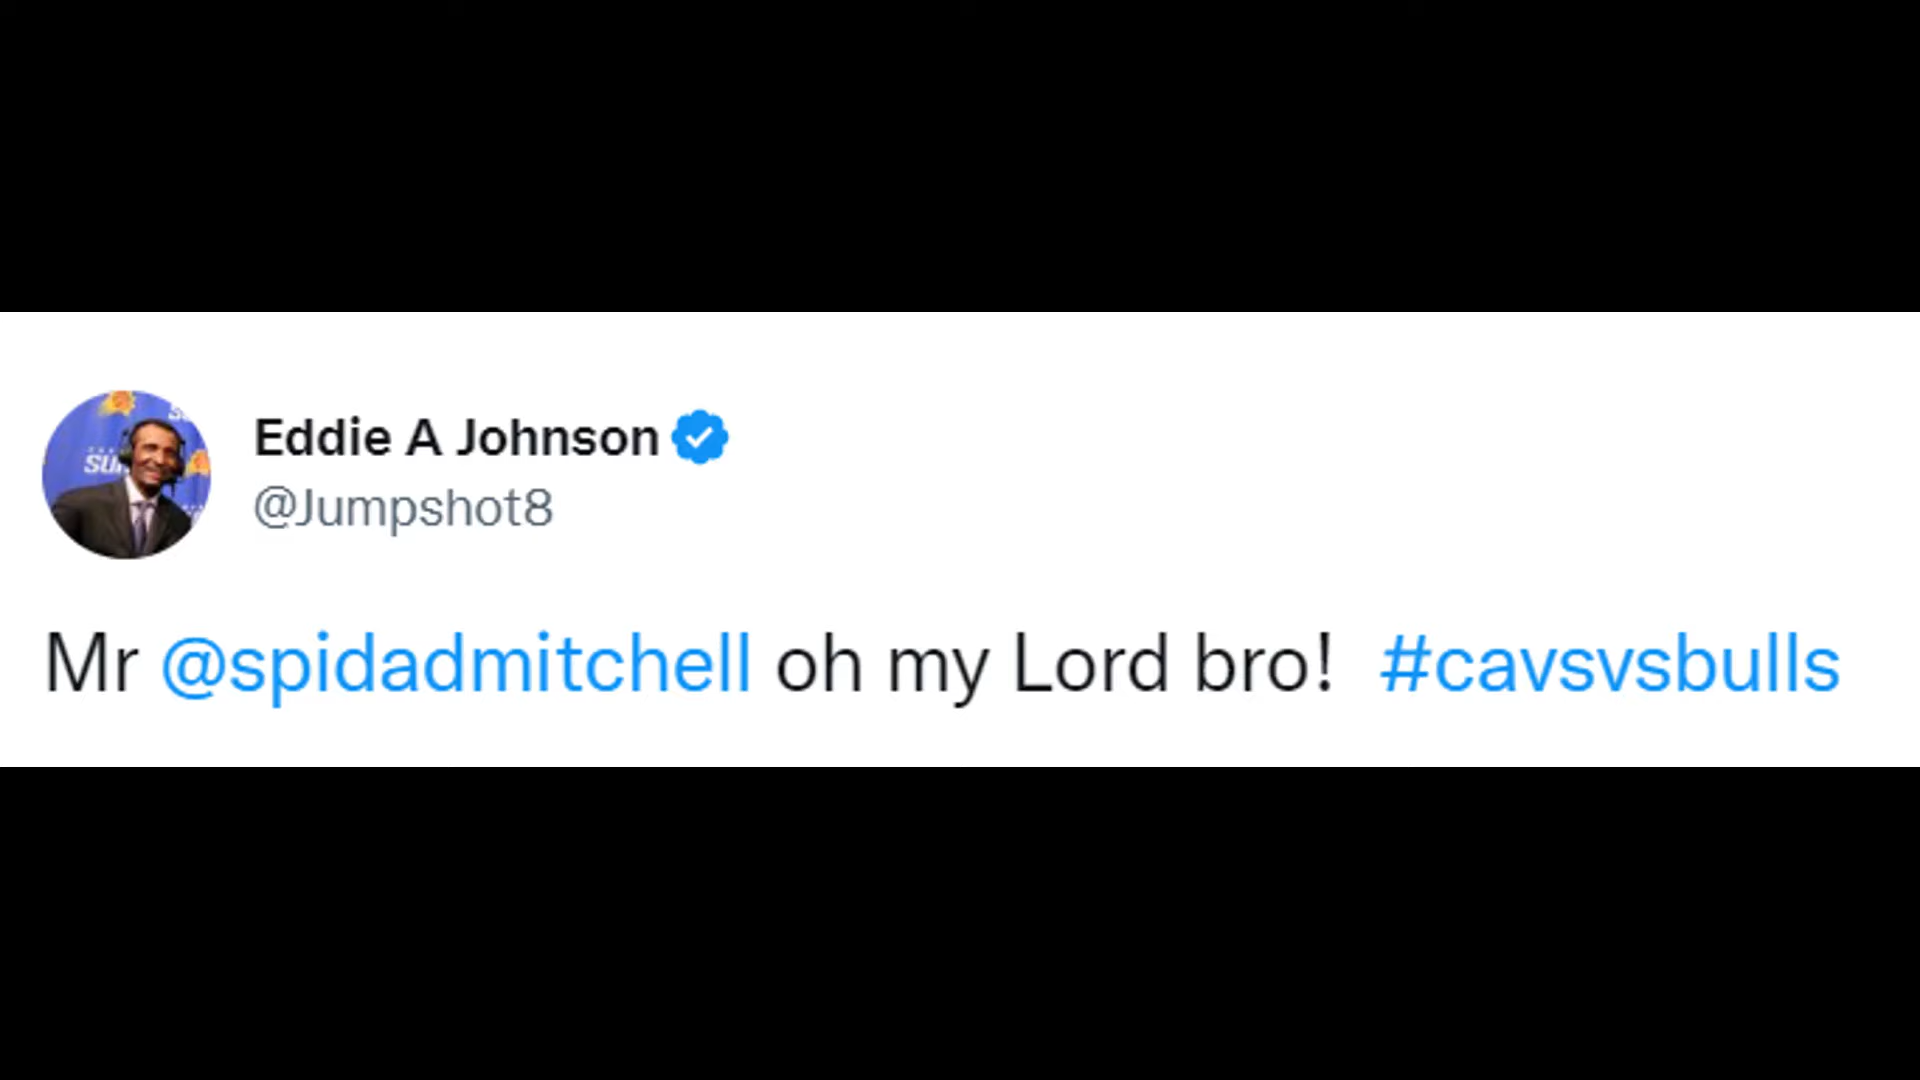 Eddie A Johnson
@Jumpshot8
Mr @spidadmitchell oh my Lord bro! #cavsvsbulls